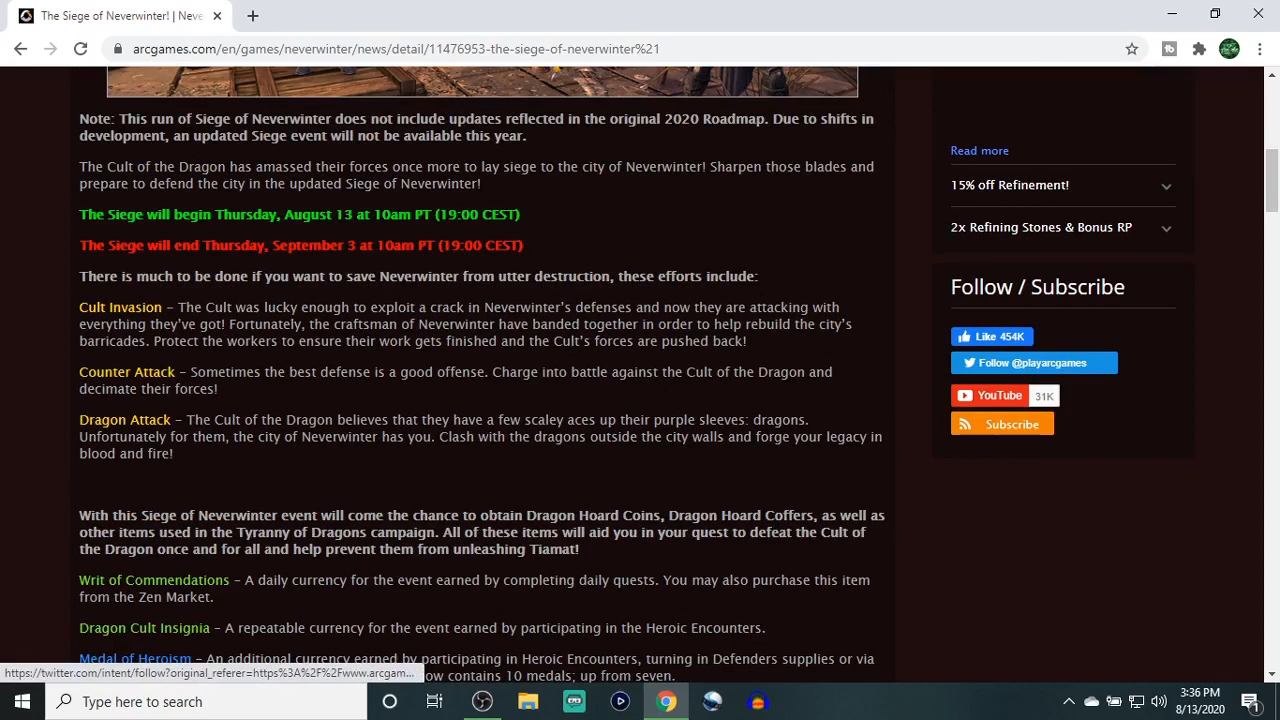 The Siege of Neverwinter! | Neve
arcgames.com/en/games/neverwinter/news/detail/11476953-the-siege-of-neverwinter%21
Note: This run of Siege of Neverwinter does not include updates reflected in the original 2020 Roadmap. Due to shifts in
development, an updated Siege event will not be available this year.
The Cult of the Dragon has amassed their forces once more to lay siege to the city of Neverwinter! Sharpen those blades and
prepare to defend the city in the updated Siege of Neverwinter!
The Siege will begin Thursday, August 13 at 10am PT (19:00 CEST)
The Siege will end Thursday, September 3 at 10am PT (19:00 CEST)
There is much to be done if you want to save Neverwinter from utter destruction, these efforts include:
Cult Invasion – The Cult was lucky enough to exploit a crack in Neverwinter’s defenses and now they are attacking with
everything they’ve got! Fortunately, the craftsman of Neverwinter have banded together in order to help rebuild the city’s
barricades. Protect the workers to ensure their work gets finished and the Cult’s forces are pushed back!
Counter Attack – Sometimes the best defense is a good offense. Charge into battle against the Cult of the Dragon and
decimate their forces!
Dragon Attack – The Cult of the Dragon believes that they have a few scaley aces up their purple sleeves: dragons.
Unfortunately for them, the city of Neverwinter has you. Clash with the dragons outside the city walls and forge your legacy in
blood and fire!
With this Siege of Neverwinter event will come the chance to obtain Dragon Hoard Coins, Dragon Hoard Coffers, as well as
other items used in the Tyranny of Dragons campaign. All of these items will aid you in your quest to defeat the Cult of
the Dragon once and for all and help prevent them from unleashing Tiamat!
Writ of Commendations – A daily currency for the event earned by completing daily quests. You may also purchase this item
from the Zen Market.
Dragon Cult Insignia – A repeatable currency for the event earned by participating in the Heroic Encounters.
Medal of Heroism – An additional currency earned by participating in Heroic Encounters, turning in Defenders supplies or via
now contains 10 medals; up from seven.
Read more
15% off Refinement!
2x Refining Stones & Bonus RP
Follow / Subscribe
Like 454K
Follow @playarcgames
YouTube 31K
Subscribe
https://twitter.com/intent/follow?original_referer=https%3A%2F%2Fwww.arcgam...
Type here to search
3:36 PM
8/13/2020
1